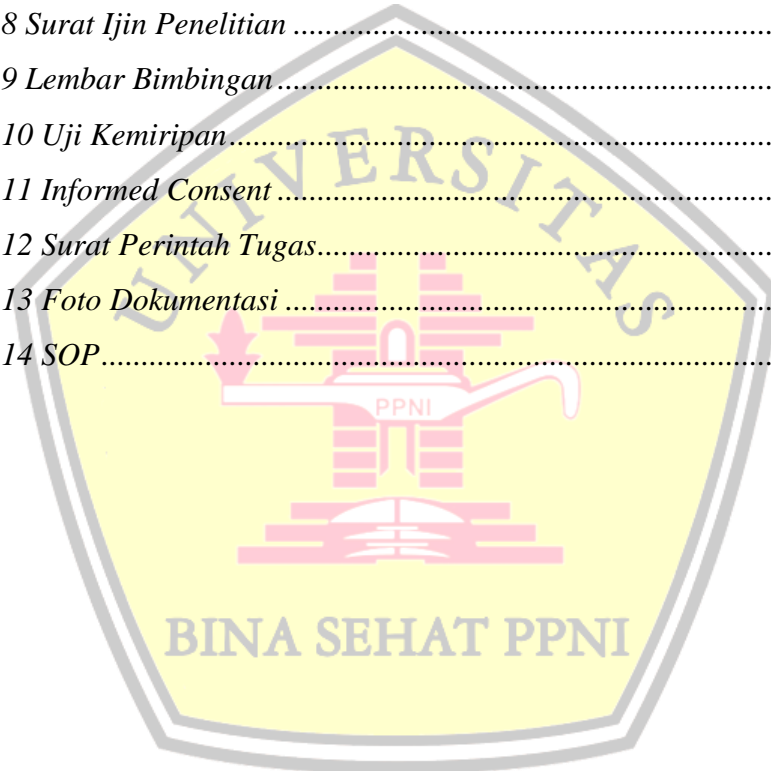 8 Surat Ijin Penelitian ................................................................
9 Lembar Bimbingan ................................................................
10 Uji Kemiripan ................................................................
11 Informed Consent ................................................................
12 Surat Perintah Tugas ................................................................
13 Foto Dokumentasi ................................................................
14 SOP ................................................................
UNIVERSITAS
PPNI
BINA SEHAT PPNI